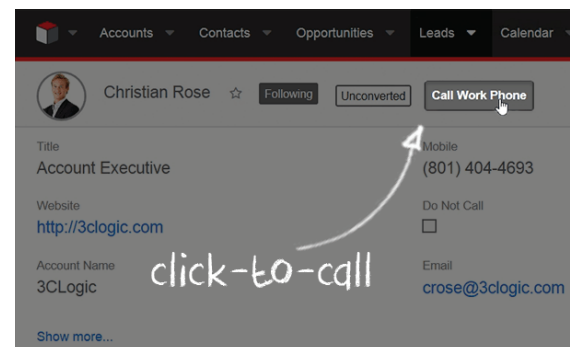 Accounts Contacts Opportunities Leads Calendar
Christian Rose Following Unconverted Call Work Phone
Title Mobile
Account Executive (801) 404-4693
Website Do Not Call
http://3clogic.com
Account Name Email
3CLogic crose@3clogic.com
click-to-call
Show more...